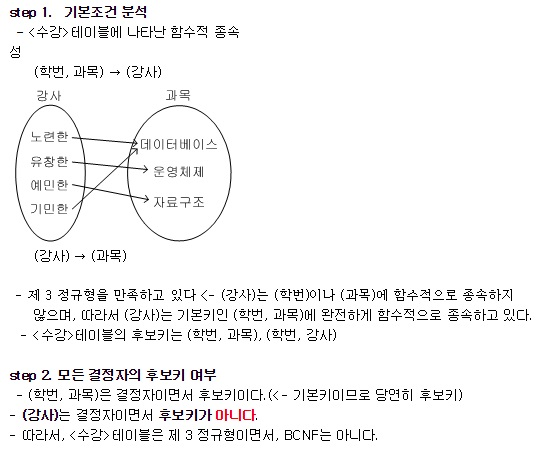 step 1. 기본조건 분석
- <수강>테이블에 나타난 함수적 종속
성
(학번, 과목) → (강사)
강사 과목
노련한
데이터베이스
유창한
운영체제
예민한
자료구조
기민한
(강사) → (과목)
- 제 3 정규형을 만족하고 있다 <- (강사)는 (학번)이나 (과목)에 함수적으로 종속하지
않으며, 따라서 (강사)는 기본키인 (학번, 과목)에 완전하게 함수적으로 종속하고 있다.
- <수강>테이블의 후보키는 (학번, 과목), (학번, 강사)
step 2. 모든 결정자의 후보키 여부
- (학번, 과목)은 결정자이면서 후보키이다.(<- 기본키이므로 당연히 후보키)
- (강사)는 결정자이면서 후보키가 아니다.
- 따라서, <수강>테이블은 제 3 정규형이면서, BCNF는 아니다.